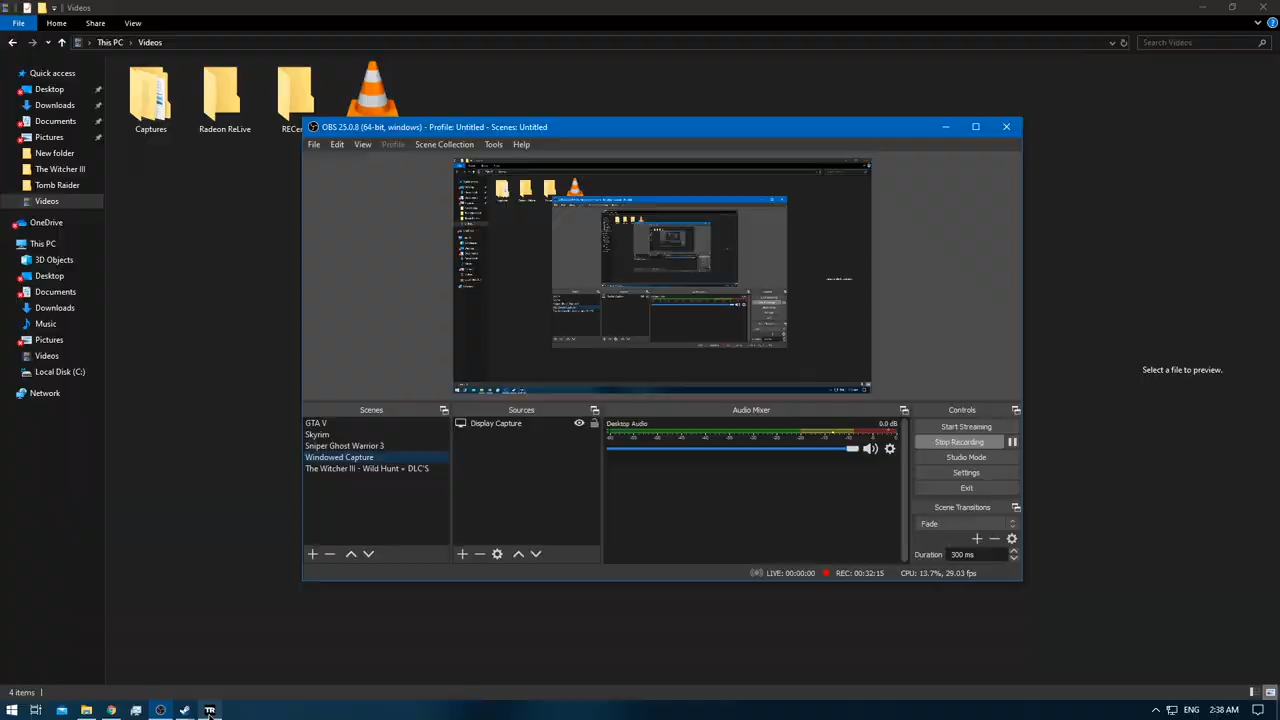 Videos
File Home Share View
This PC Videos
Search Videos
Quick access
Desktop
Downloads
Documents
Pictures
New folder
The Witcher III
Tomb Raider
Videos
OneDrive
This PC
3D Objects
Desktop
Documents
Downloads
Music
Pictures
Videos
Local Disk (C:)
Network
Captures
Radeon ReLive
OBS 25.0.8 (64-bit, windows) - Profile: Untitled - Scenes: Untitled
File Edit View Profile Scene Collection Tools Help
Scenes
GTA V
Skyrim
Sniper Ghost Warrior 3
Windowed Capture
The Witcher III - Wild Hunt + DLC'S
Sources
Display Capture
Audio Mixer
Desktop Audio 0.0 dB
Controls
Start Streaming
Stop Recording
Studio Mode
Settings
Exit
Scene Transitions
Fade
Duration 300 ms
LIVE: 00:00:00 REC: 00:32:15 CPU: 13.7%, 29.03 fps
Select a file to preview.
4 items
TR
ENG 2:38 AM